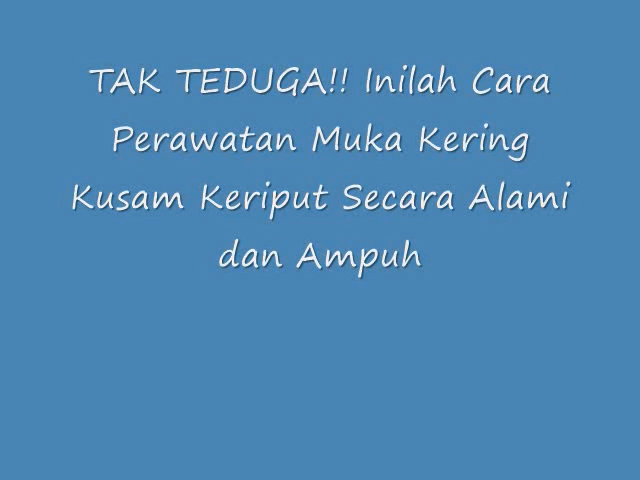 TAK TEDUGA!! Inilah Cara
Perawatan Muka Kering
Kusam Keriput Secara Alami
dan Ampuh